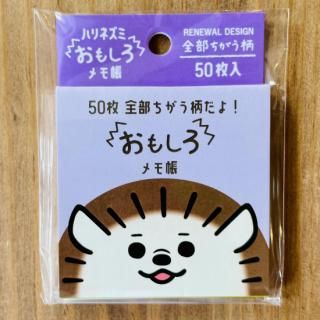 ハリネズミ
おもしろ
メモ帳
RENEWAL DESIGN
全部ちがう柄
50枚入
50枚 全部ちがう柄だよ!
おもしろ
メモ帳